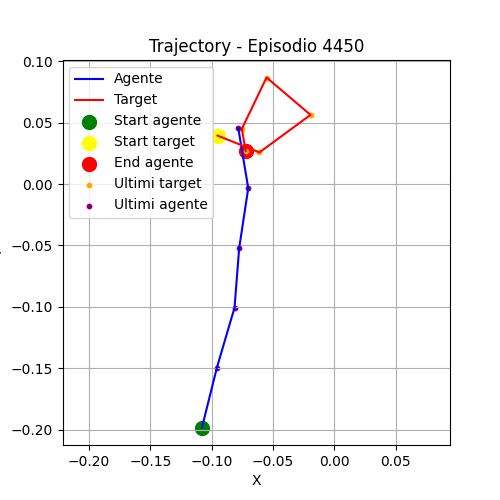 Trajectory - Episodio 4450
0.10
0.05
0.00
−0.05
−0.10
−0.15
−0.20
Agente
Target
Start agente
Start target
End agente
Ultimi target
Ultimi agente
−0.20 −0.15 −0.10 −0.05 0.00 0.05
X